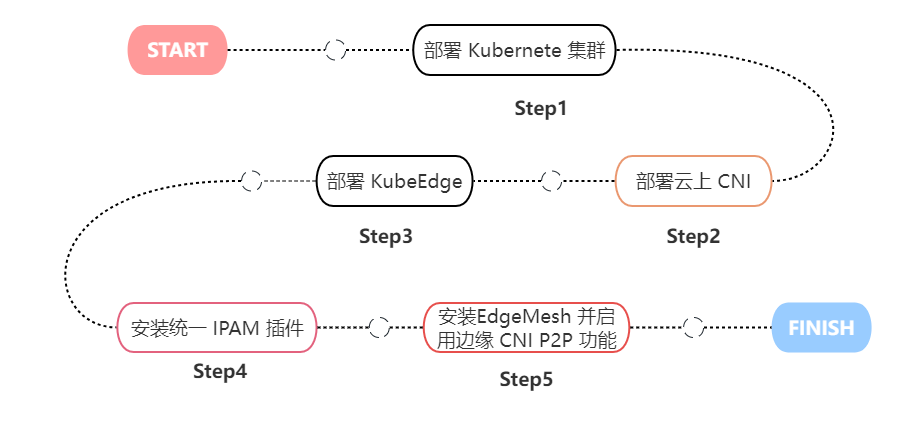 START
部署 Kubernete 集群
Step1
部署 KubeEdge
部署云上 CNI
Step3
Step2
安装统一 IPAM 插件
安装EdgeMesh 并启
用边缘 CNI P2P 功能
FINISH
Step4
Step5